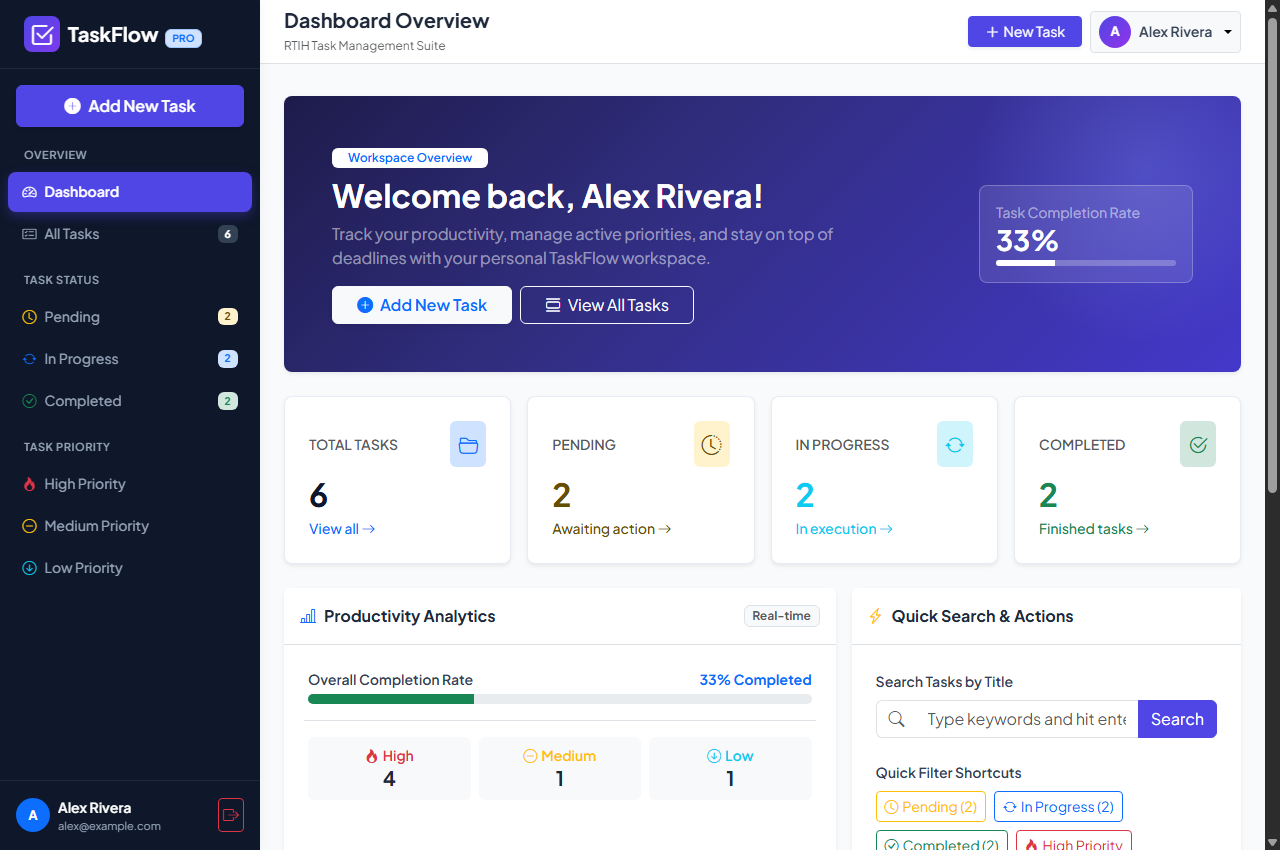 TaskFlow PRO
Add New Task
OVERVIEW
Dashboard
All Tasks 6
TASK STATUS
Pending 2
In Progress 2
Completed 2
TASK PRIORITY
High Priority
Medium Priority
Low Priority
A
Alex Rivera
alex@example.com
Dashboard Overview
RTIH Task Management Suite
+ New Task
A Alex Rivera
Workspace Overview
Welcome back, Alex Rivera!
Track your productivity, manage active priorities, and stay on top of
deadlines with your personal TaskFlow workspace.
Add New Task
View All Tasks
Task Completion Rate
33%
TOTAL TASKS
6
View all →
PENDING
2
Awaiting action →
IN PROGRESS
2
In execution →
COMPLETED
2
Finished tasks →
Productivity Analytics
Real-time
Overall Completion Rate
33% Completed
High
4
Medium
1
Low
1
Quick Search & Actions
Search Tasks by Title
Type keywords and hit ente
Search
Quick Filter Shortcuts
Pending (2)
In Progress (2)
Completed (2)
High Priority